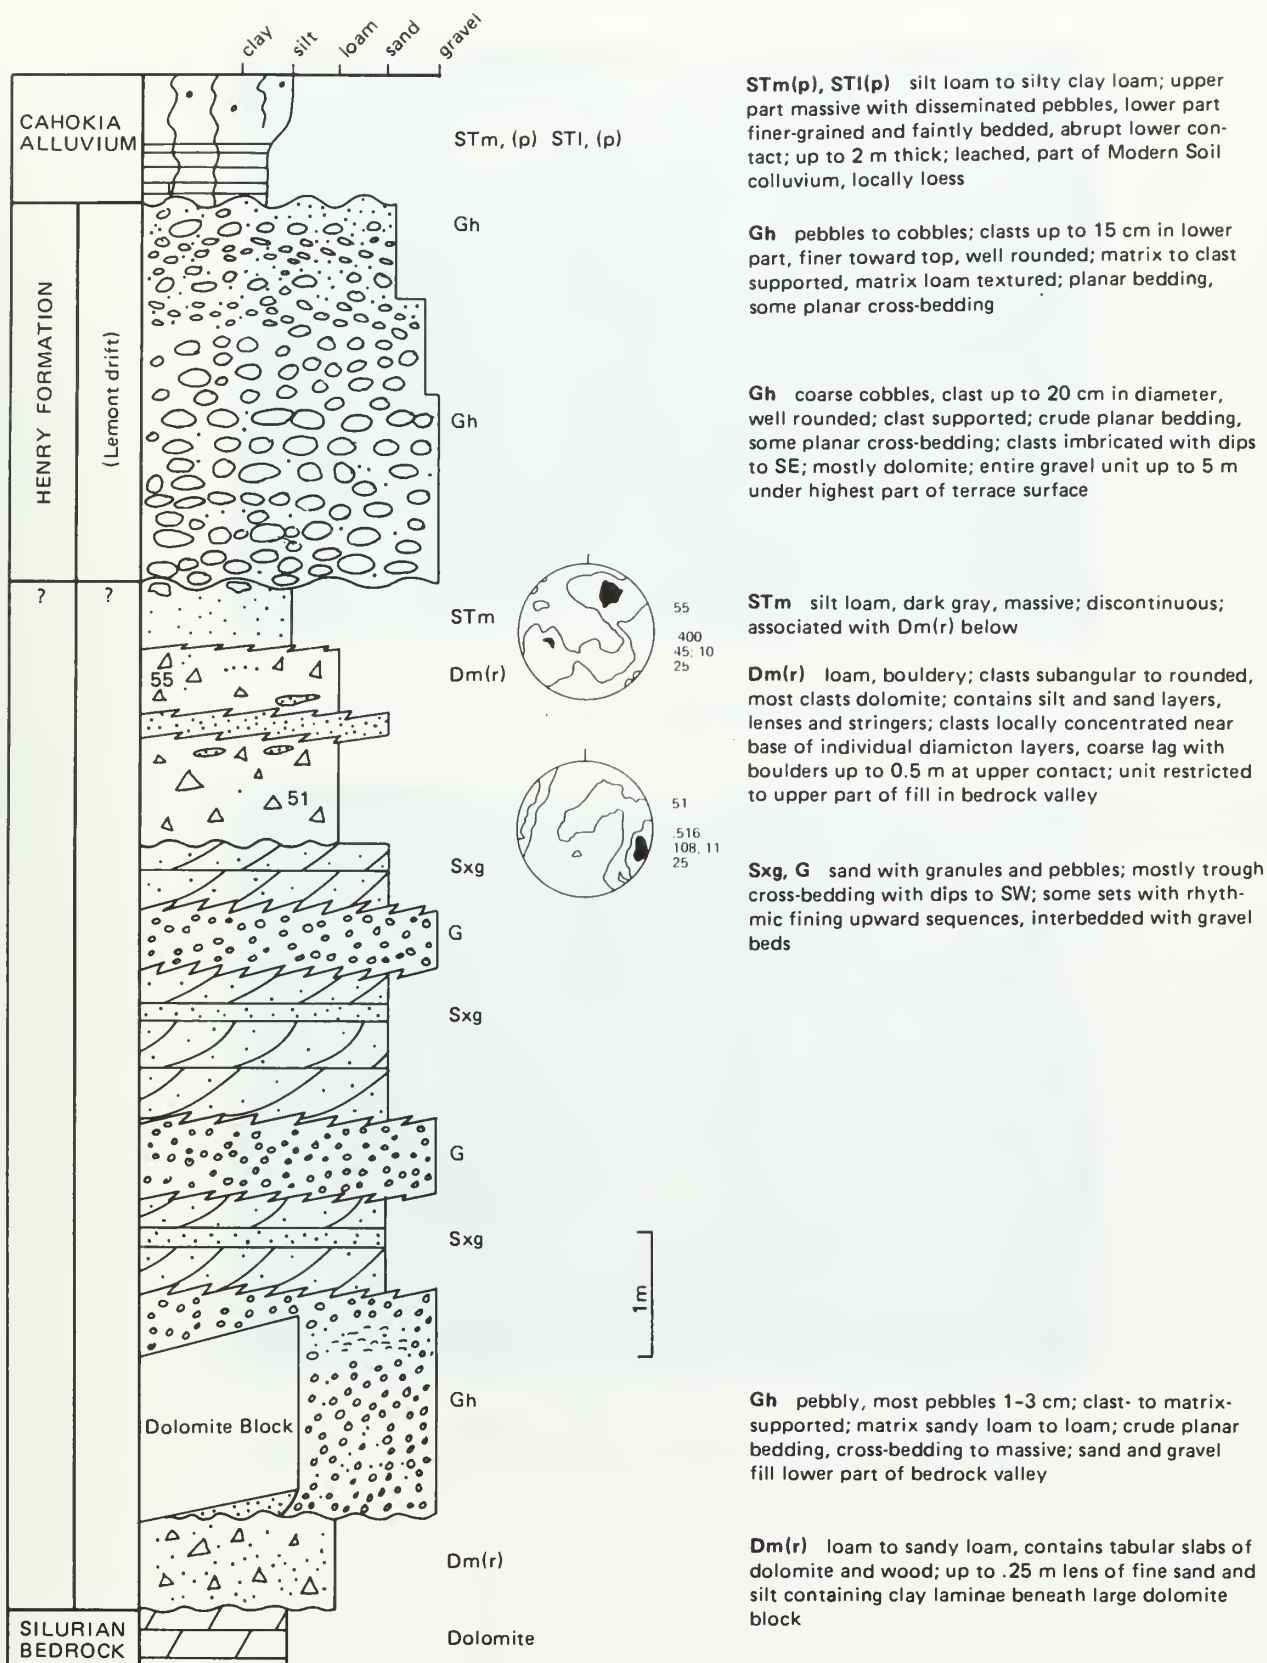 clay
silt
loam
sand
gravel
CAHOKIA
ALLUVIUM
STm, (p) STl, (p)
STm(p), STl(p) silt loam to silty clay loam; upper
part massive with disseminated pebbles, lower part
finer-grained and faintly bedded, abrupt lower con-
tact; up to 2 m thick; leached, part of Modern Soil
colluvium, locally loess
HENRY FORMATION
(Lemont drift)
Gh
Gh pebbles to cobbles; clasts up to 15 cm in lower
part, finer toward top, well rounded; matrix to clast
supported, matrix loam textured; planar bedding,
some planar cross-bedding
Gh
Gh coarse cobbles, clast up to 20 cm in diameter,
well rounded; clast supported; crude planar bedding,
some planar cross-bedding; clasts imbricated with dips
to SE; mostly dolomite; entire gravel unit up to 5 m
under highest part of terrace surface
? ?
STm
55
.400
45; 10
25
STm silt loam, dark gray, massive; discontinuous;
associated with Dm(r) below
55
Dm(r)
Dm(r) loam, bouldery; clasts subangular to rounded,
most clasts dolomite; contains silt and sand layers,
lenses and stringers; clasts locally concentrated near
base of individual diamicton layers, coarse lag with
boulders up to 0.5 m at upper contact; unit restricted
to upper part of fill in bedrock valley
51
51
.516
108, 11
25
Sxg
Sxg, G sand with granules and pebbles; mostly trough
cross-bedding with dips to SW; some sets with rhyth-
mic fining upward sequences, interbedded with gravel
beds
G
Sxg
G
Sxg
1m
Dolomite Block
Gh
Gh pebbly, most pebbles 1-3 cm; clast- to matrix-
supported; matrix sandy loam to loam; crude planar
bedding, cross-bedding to massive; sand and gravel
fill lower part of bedrock valley
Dm(r)
Dm(r) loam to sandy loam, contains tabular slabs of
dolomite and wood; up to .25 m lens of fine sand and
silt containing clay laminae beneath large dolomite
block
SILURIAN
BEDROCK
Dolomite